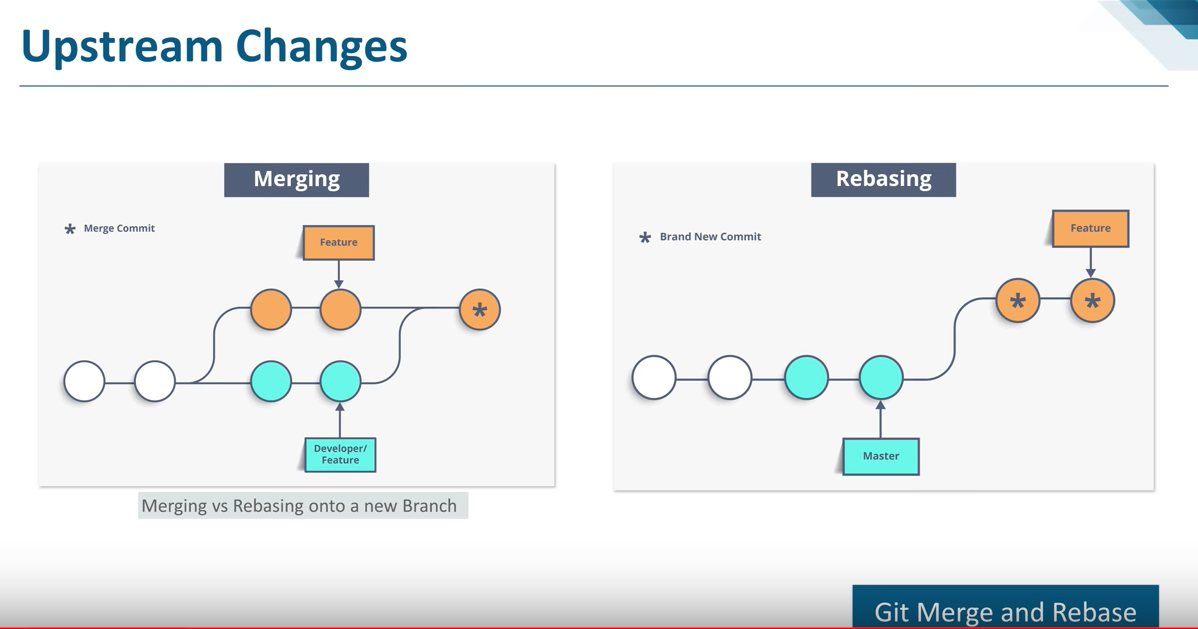 Upstream Changes
Merging
* Merge Commit
Feature
*
Developer/
Feature
Merging vs Rebasing onto a new Branch
Rebasing
* Brand New Commit
Feature
* *
Master
Git Merge and Rebase